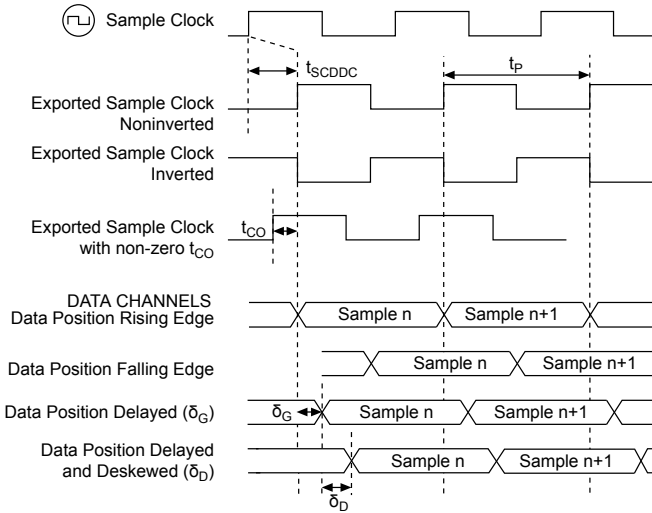 Sample Clock
tSCDDC
tP
Exported Sample Clock
Noninverted
Exported Sample Clock
Inverted
tCO
Exported Sample Clock
with non-zero tCO
DATA CHANNELS
Data Position Rising Edge
Sample n
Sample n+1
Data Position Falling Edge
Sample n
Sample n+1
Data Position Delayed (δG)
δG
Sample n
Sample n+1
Data Position Delayed
and Deskewed (δD)
Sample n
Sample n+1
δD